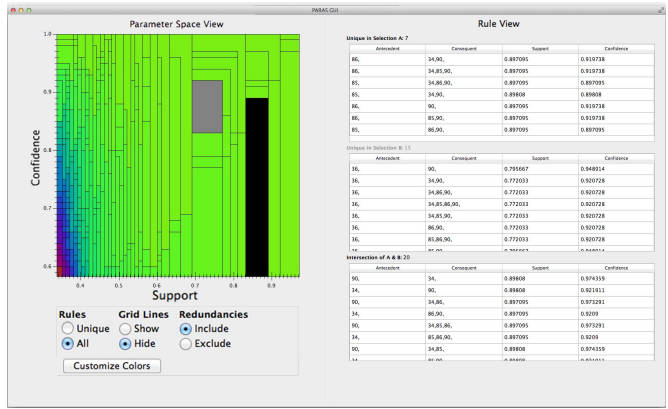 PARAS GUI
Parameter Space View
1.0
0.9
0.8
0.7
0.6
Confidence
0.4 0.5 0.6 0.7 0.8 0.9
Support
Rules Grid Lines Redundancies
Unique Show Include
All Hide Exclude
Customize Colors
Rule View
Unique in Selection A: 7
Antecedent Consequent Support Confidence
86, 34,90, 0.897095 0.919738
86, 34,85,90, 0.897095 0.919738
85, 34,86,90, 0.897095 0.897095
85, 34,90, 0.89808 0.89808
86, 90, 0.897095 0.919738
86, 85,90, 0.897095 0.919738
85, 86,90, 0.897095 0.897095
Unique in Selection B: 15
Antecedent Consequent Support Confidence
36, 90, 0.795667 0.948914
36, 34,90, 0.772033 0.920728
36, 34,86,90, 0.772033 0.920728
36, 34,85,86,90, 0.772033 0.920728
36, 34,85,90, 0.772033 0.920728
36, 86,90, 0.772033 0.920728
36, 85,86,90, 0.772033 0.920728
Intersection of A & B: 20
Antecedent Consequent Support Confidence
90, 34, 0.89808 0.974359
34, 90, 0.89808 0.921911
90, 34,86, 0.897095 0.973291
34, 86,90, 0.897095 0.9209
90, 34,85,86, 0.897095 0.973291
34, 85,86,90, 0.897095 0.9209
90, 34,85, 0.89808 0.974359